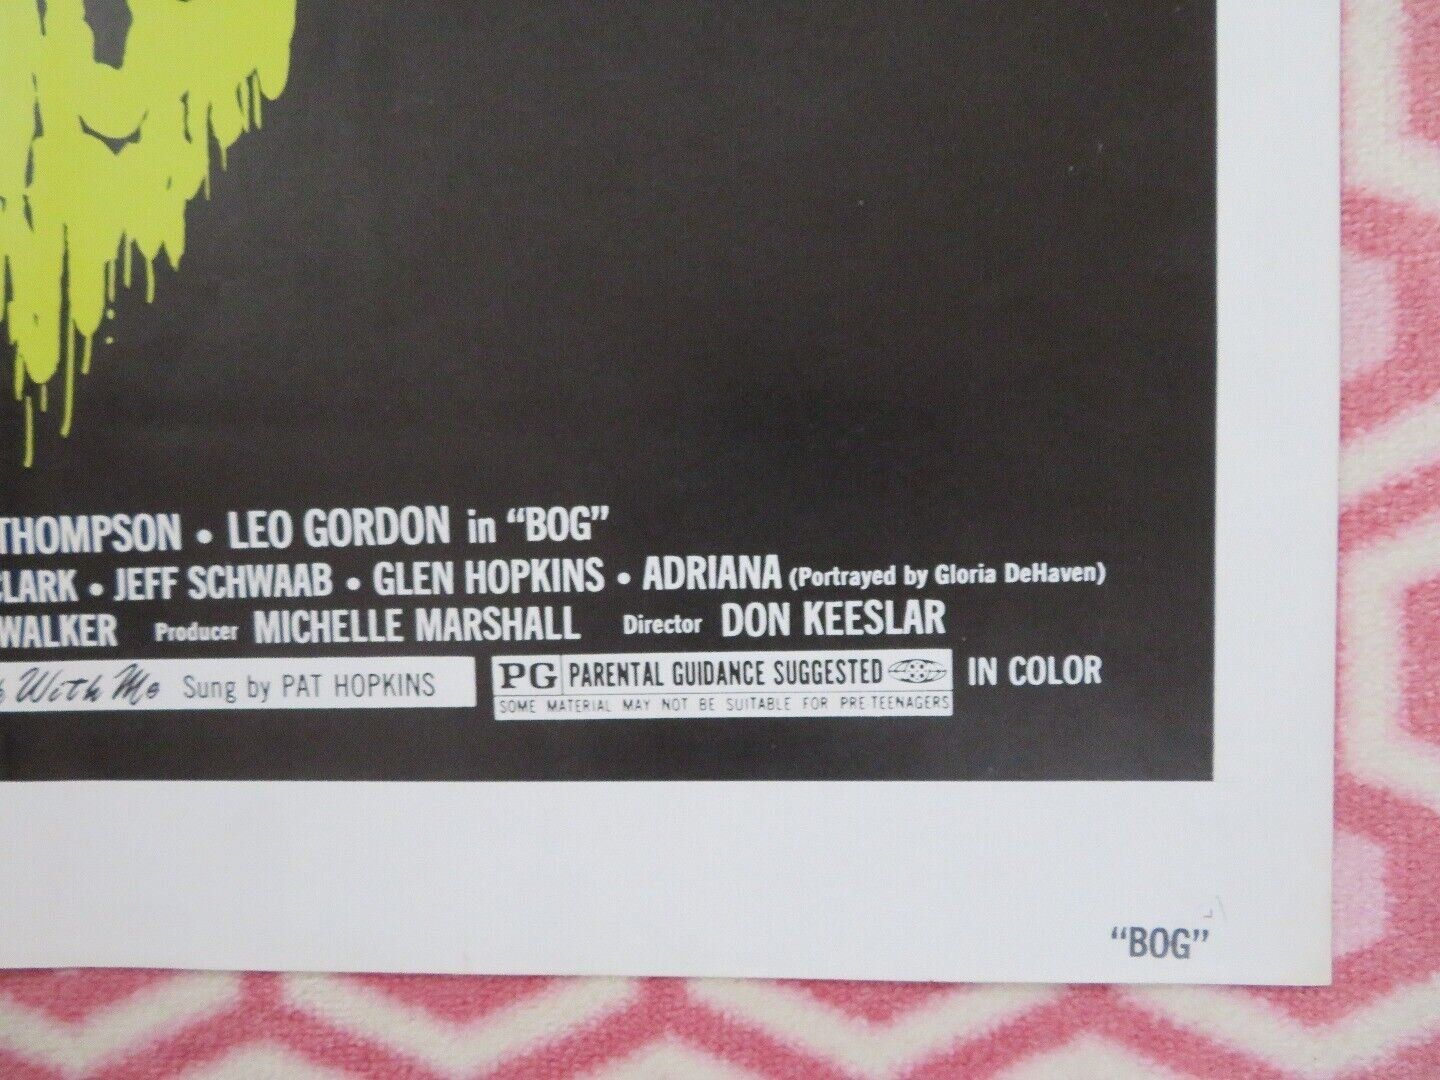 THOMPSON • LEO GORDON in "BOG"
CLARK • JEFF SCHWAAB • GLEN HOPKINS • ADRIANA (Portrayed by Gloria DeHaven)
WALKER Producer MICHELLE MARSHALL Director DON KEESLAR
With Me Sung by PAT HOPKINS
PG PARENTAL GUIDANCE SUGGESTED IN COLOR
SOME MATERIAL MAY NOT BE SUITABLE FOR PRE TEENAGERS
"BOG"